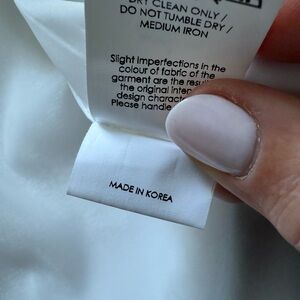 DRY CLEAN ONLY /
DO NOT TUMBLE DRY /
MEDIUM IRON
Slight imperfections in the
colour of fabric of the
garment are the
the original
design
Please handle
MADE IN KOREA